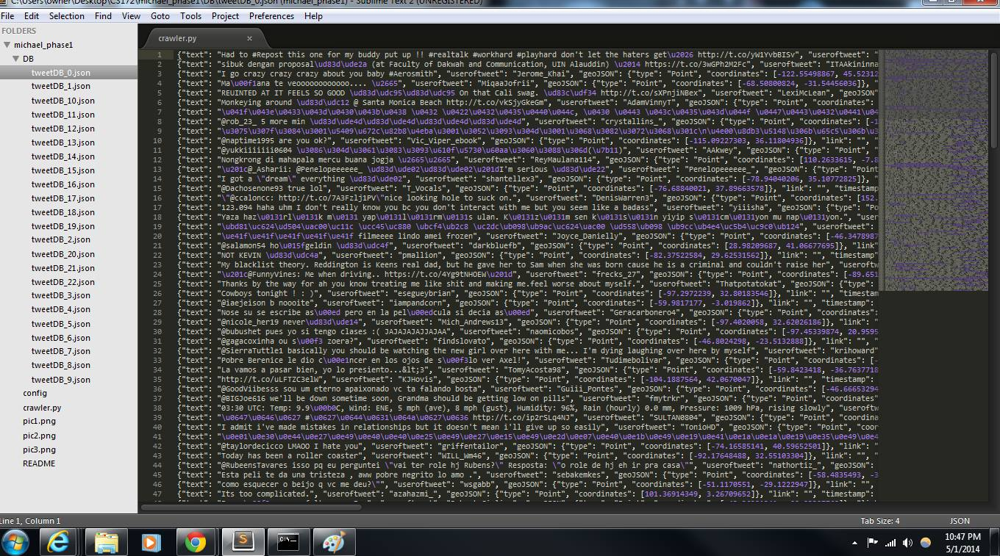 C:\Users\owner\Desktop\CS172\michael_phase1\DB\tweetDB_0.json (michael_phase1) - Sublime Text 2 (UNREGISTERED)
File Edit Selection Find View Goto Tools Project Preferences Help
FOLDERS
michael_phase1
DB
tweetDB_0.json
tweetDB_1.json
tweetDB_10.json
tweetDB_11.json
tweetDB_12.json
tweetDB_13.json
tweetDB_14.json
tweetDB_15.json
tweetDB_16.json
tweetDB_17.json
tweetDB_18.json
tweetDB_19.json
tweetDB_2.json
tweetDB_20.json
tweetDB_21.json
tweetDB_22.json
tweetDB_3.json
tweetDB_4.json
tweetDB_5.json
tweetDB_6.json
tweetDB_7.json
tweetDB_8.json
tweetDB_9.json
config
crawler.py
pic1.png
pic2.png
pic3.png
README
crawler.py
1 {"text": "Had to #Repost this one for my buddy put up !! #realtalk #workhard #playhard don't let the haters get\u2026 http://t.co/yW1YvbBISv", "useroftweet": "
2 {"text": "sibuk dengan proposal\ud83d\ude2a (at Faculty of Dakwah and Communication, UIN Alauddin) \u2014 https://t.co/3wGPh2M2Fc", "useroftweet": "ITAAkininna
3 {"text": "I go crazy crazy crazy about you baby #Aerosmith", "useroftweet": "Jerome_Khai", "geoJSON": {"type": "Point", "coordinates": [-122.55498867, 45.52312
4 {"text": "Ma\u00f1ana te veoooooooooooo.... \u2665", "useroftweet": "MiqaaJofrii", "geoJSON": {"type": "Point", "coordinates": [-68.50800824, -31.54456036]},
5 {"text": "REUINTED AT IT FEELS SO GOOD \ud83d\udc95\ud83d\udc95 On that Cali swag. \ud83c\udf34 http://t.co/sXPnjiNBex", "useroftweet": "LexiMcLean", "geoJSON":
6 {"text": "Monkeying around \ud83d\udc12 @ Santa Monica Beach http://t.co/vkSjyGkeGm", "useroftweet": "AdamVinnyT", "geoJSON": {"type": "Point", "coordinates":
7 {"text": "\u041f\u043e\u0433\u043d\u0430\u043b\u0438 \u0432 \u0422\u0432\u0435\u0440\u044c, \u0430 \u0443 \u043c\u0435\u043d\u044f \u0447\u0443\u0432\u0441\u04
8 {"text": "@rob_23_ 5 more min \ud83d\ude4d\ud83d\ude4d\ud83d\ude4d\ud83d\ude4d", "useroftweet": "crystallins_", "geoJSON": {"type": "Point", "coordinates": [-1
9 {"text": "\u3075\u307f\u3084\u3001\u5409\u672c\u82b8\u4eba\u3001\u3052\u3093\u304d\u3001\u3068\u3082\u3072\u3068\u301c\n\u4e00\u8db3\u5148\u306b\u65c5\u306b\u3
10 {"text": "@naptime1995 are you ok?", "useroftweet": "Vic_Viper_ebook", "geoJSON": {"type": "Point", "coordinates": [-115.09227303, 36.11804936]}, "link": "", "
11 {"text": "@yukkiiiiiii0604 \u3086\u304d\u3061\u3083\u3093\u610f\u5730\u60aa\u3060\u3088\u306d(\u7b11)", "useroftweet": "AAkwey", "geoJSON": {"type": "Point", "
12 {"text": "Nongkrong di mahapala mercu buana jogja \u2665\u2665", "useroftweet": "ReyMaulana114", "geoJSON": {"type": "Point", "coordinates": [110.2633615, -7.8
13 {"text": "\u201c@_Asharii: @Penelopeeeeee_ \ud83d\ude02\ud83d\ude02\u201dI'm serious \ud83d\ude22", "useroftweet": "Penelopeeeeee_", "geoJSON": {"type": "Point
14 {"text": "I got a \"dream\" everything \ud83d\ude02", "useroftweet": "shantellex3", "geoJSON": {"type": "Point", "coordinates": [-78.94040206, 35.10772825]},
15 {"text": "@Dachosenone93 true lol", "useroftweet": "T_Vocals", "geoJSON": {"type": "Point", "coordinates": [-76.68840021, 37.89663578]}, "link": "", "timestamp
16 {"text": "\"@ccaloncc: http://t.co/7A3Fzlj1PV\"nice looking hole to suck on.", "useroftweet": "DenisWarren3", "geoJSON": {"type": "Point", "coordinates": [152.
17 {"text": "123.094 haha uhm I don't really know you bc you don't interact with me but you seem like a badass", "useroftweet": "yiiisha", "geoJSON": {"type": "Po
18 {"text": "Yaza haz\u0131rl\u0131k m\u0131 yap\u0131l\u0131rm\u0131s ulan. K\u0131z\u0131m sen k\u0131s\u0131n yiyip s\u0131cm\u0131yon mu nap\u0131yon.", "user
19 {"text": "\ubd81\uc624\ud504\uac00\uc11c \ucc45\uc880 \ubcf4\ub2c8 \uc2dc\ub098\ub9ac\uc624\uac00 \ud558\ub098 \ub9cc\ub4e4\uc5b4\uc9c0\ub124", "useroftweet":
20 {"text": "\ue41f\ue41f\ue41f\ue41f\ue41f filmeeee lindo amei frozen", "useroftweet": "Joyce_Danielly", "geoJSON": {"type": "Point", "coordinates": [-46.3478987
21 {"text": "@salamon54 ho\u015fgeldin \ud83d\udc4f", "useroftweet": "darkbluefb", "geoJSON": {"type": "Point", "coordinates": [28.98209687, 41.06677695]}, "link"
22 {"text": "NOT KEVIN \ud83d\udc4a", "useroftweet": "pmallion", "geoJSON": {"type": "Point", "coordinates": [-82.37522584, 29.62531562]}, "link": "", "timestamp"
23 {"text": "My blacklist theory. Reddington is Keens real dad, but he gave her to Sam when she was born cause he is a criminal and couldn't raise her", "useroftw
24 {"text": "\u201c@FunnyVines: Me when driving.. https://t.co/4Yg9tNHOEW\u201d", "useroftweet": "frecks_27", "geoJSON": {"type": "Point", "coordinates": [-89.651
25 {"text": "Thanks by the way for ah you know treating me like shit and making me.feel worse about myself.", "useroftweet": "Thatpotatokat", "geoJSON": {"type":
26 {"text": "Cowboys tonight ! : )", "useroftweet": "esegueybrian", "geoJSON": {"type": "Point", "coordinates": [-97.2972239, 32.80183546]}, "link": "", "timestam
27 {"text": "@iaejeison b noooite", "useroftweet": "iampandcorn", "geoJSON": {"type": "Point", "coordinates": [-59.9817177, -3.019862]}, "link": "", "timestamp":
28 {"text": "Nose su se escribe as\u00ed pero en la pel\u00edcula si decia as\u00ed", "useroftweet": "Geracarbonero4", "geoJSON": {"type": "Point", "coordinates":
29 {"text": "@nicole_her19 never\ud83d\ude14", "useroftweet": "Mich_Andrews13", "geoJSON": {"type": "Point", "coordinates": [-97.4020058, 32.62026186]}, "link": "
30 {"text": "@bubushet pues yo si tengo clases :( JAJAJAJAJJAJAA", "useroftweet": "naomicobos", "geoJSON": {"type": "Point", "coordinates": [-97.45339874, 20.9595
31 {"text": "@gagacoxinha ou s\u00f3 zoera?", "useroftweet": "findslovato", "geoJSON": {"type": "Point", "coordinates": [-46.8024298, -23.5132888]}, "link": "", "
32 {"text": "@SierraTuttle1 basically you should be watching the new girl over here with me... I'm dying laughing over here by myself", "useroftweet": "krihoward"
33 {"text": "Pobre Berenice le dio c\u00e1ncer en los ojos de s\u00f3lo ver Axel!", "useroftweet": "Tudimebolivar", "geoJSON": {"type": "Point", "coordinates": [-
34 {"text": "La vamos a pasar bien, yo lo presiento...&lt;3", "useroftweet": "TomyAcosta98", "geoJSON": {"type": "Point", "coordinates": [-59.8423418, -36.7637718
35 {"text": "http://t.co/uLFTZC3elW", "useroftweet": "KJHovis", "geoJSON": {"type": "Point", "coordinates": [-104.1887564, 42.0670047]}, "link": "", "timestamp":
36 {"text": "@GoodViibesss sou um eterno apaixonado vc ta falando bosta", "useroftweet": "Guiii_Pontes", "geoJSON": {"type": "Point", "coordinates": [-46.66653294
37 {"text": "@BIGJoe616 we'll be down sometime soon, Grandma should be getting low on pills", "useroftweet": "fmytrkr", "geoJSON": {"type": "Point", "coordinates"
38 {"text": "03:30 UTC: Temp: 9.9\u00b0C, Wind: ENE, 5 mph (ave), 8 mph (gust), Humidity: 96%, Rain (hourly) 0.0 mm, Pressure: 1009 hPa, rising slowly", "useroftw
39 {"text": "\u0647\u0646\u0627 #\u0627\u0644\u0631\u064a\u0627\u0636 http://t.co/ip2rSLq4NJ", "useroftweet": "SULTAN0804", "geoJSON": {"type": "Point", "coordina
40 {"text": "I admit i've made mistakes in relationships but it doesn't mean i'll give up so easily", "useroftweet": "TonioHD", "geoJSON": {"type": "Point", "coor
41 {"text": "\u0e01\u0e30\u0e44\u0e27\u0e49\u0e40\u0e40\u0e25\u0e49\u0e27\u0e15\u0e49\u0e2d\u0e07\u0e40\u0e1b\u0e49\u0e19\u0e41\u0e1a\u0e1a\u0e19\u0e35\u0e49\u0e4
42 {"text": "@taylordecicco LMAOO I hate you", "useroftweet": "griffentailor", "geoJSON": {"type": "Point", "coordinates": [-74.16585141, 40.59652501]}, "link": "
43 {"text": "Today has been a roller coaster", "useroftweet": "WILL_Wm46", "geoJSON": {"type": "Point", "coordinates": [-92.17648488, 32.55103304]}, "link": "", "
44 {"text": "@RubeensTavares isso pq eu perguntei \"vai ter role hj Rubens?\" Resposta: \"o role de hj eh ir pra casa\"", "useroftweet": "nathortiz_", "geoJSON":
45 {"text": "Esta peli te da una tristeza , aww pobre negrito lo amo .", "useroftweet": "sebakemkes", "geoJSON": {"type": "Point", "coordinates": [-58.4835493, -3
46 {"text": "como esquecer o beijo q vc me deu?\"", "useroftweet": "wsgabb", "geoJSON": {"type": "Point", "coordinates": [-51.1170551, -29.1222947]}, "link": "",
47 {"text": "Its too complicated.", "useroftweet": "azahazmi_", "geoJSON": {"type": "Point", "coordinates": [101.36914349, 3.26709652]}, "link": "", "timestamp":
Line 1, Column 1 Tab Size: 4 JSON
10:47 PM
5/1/2014